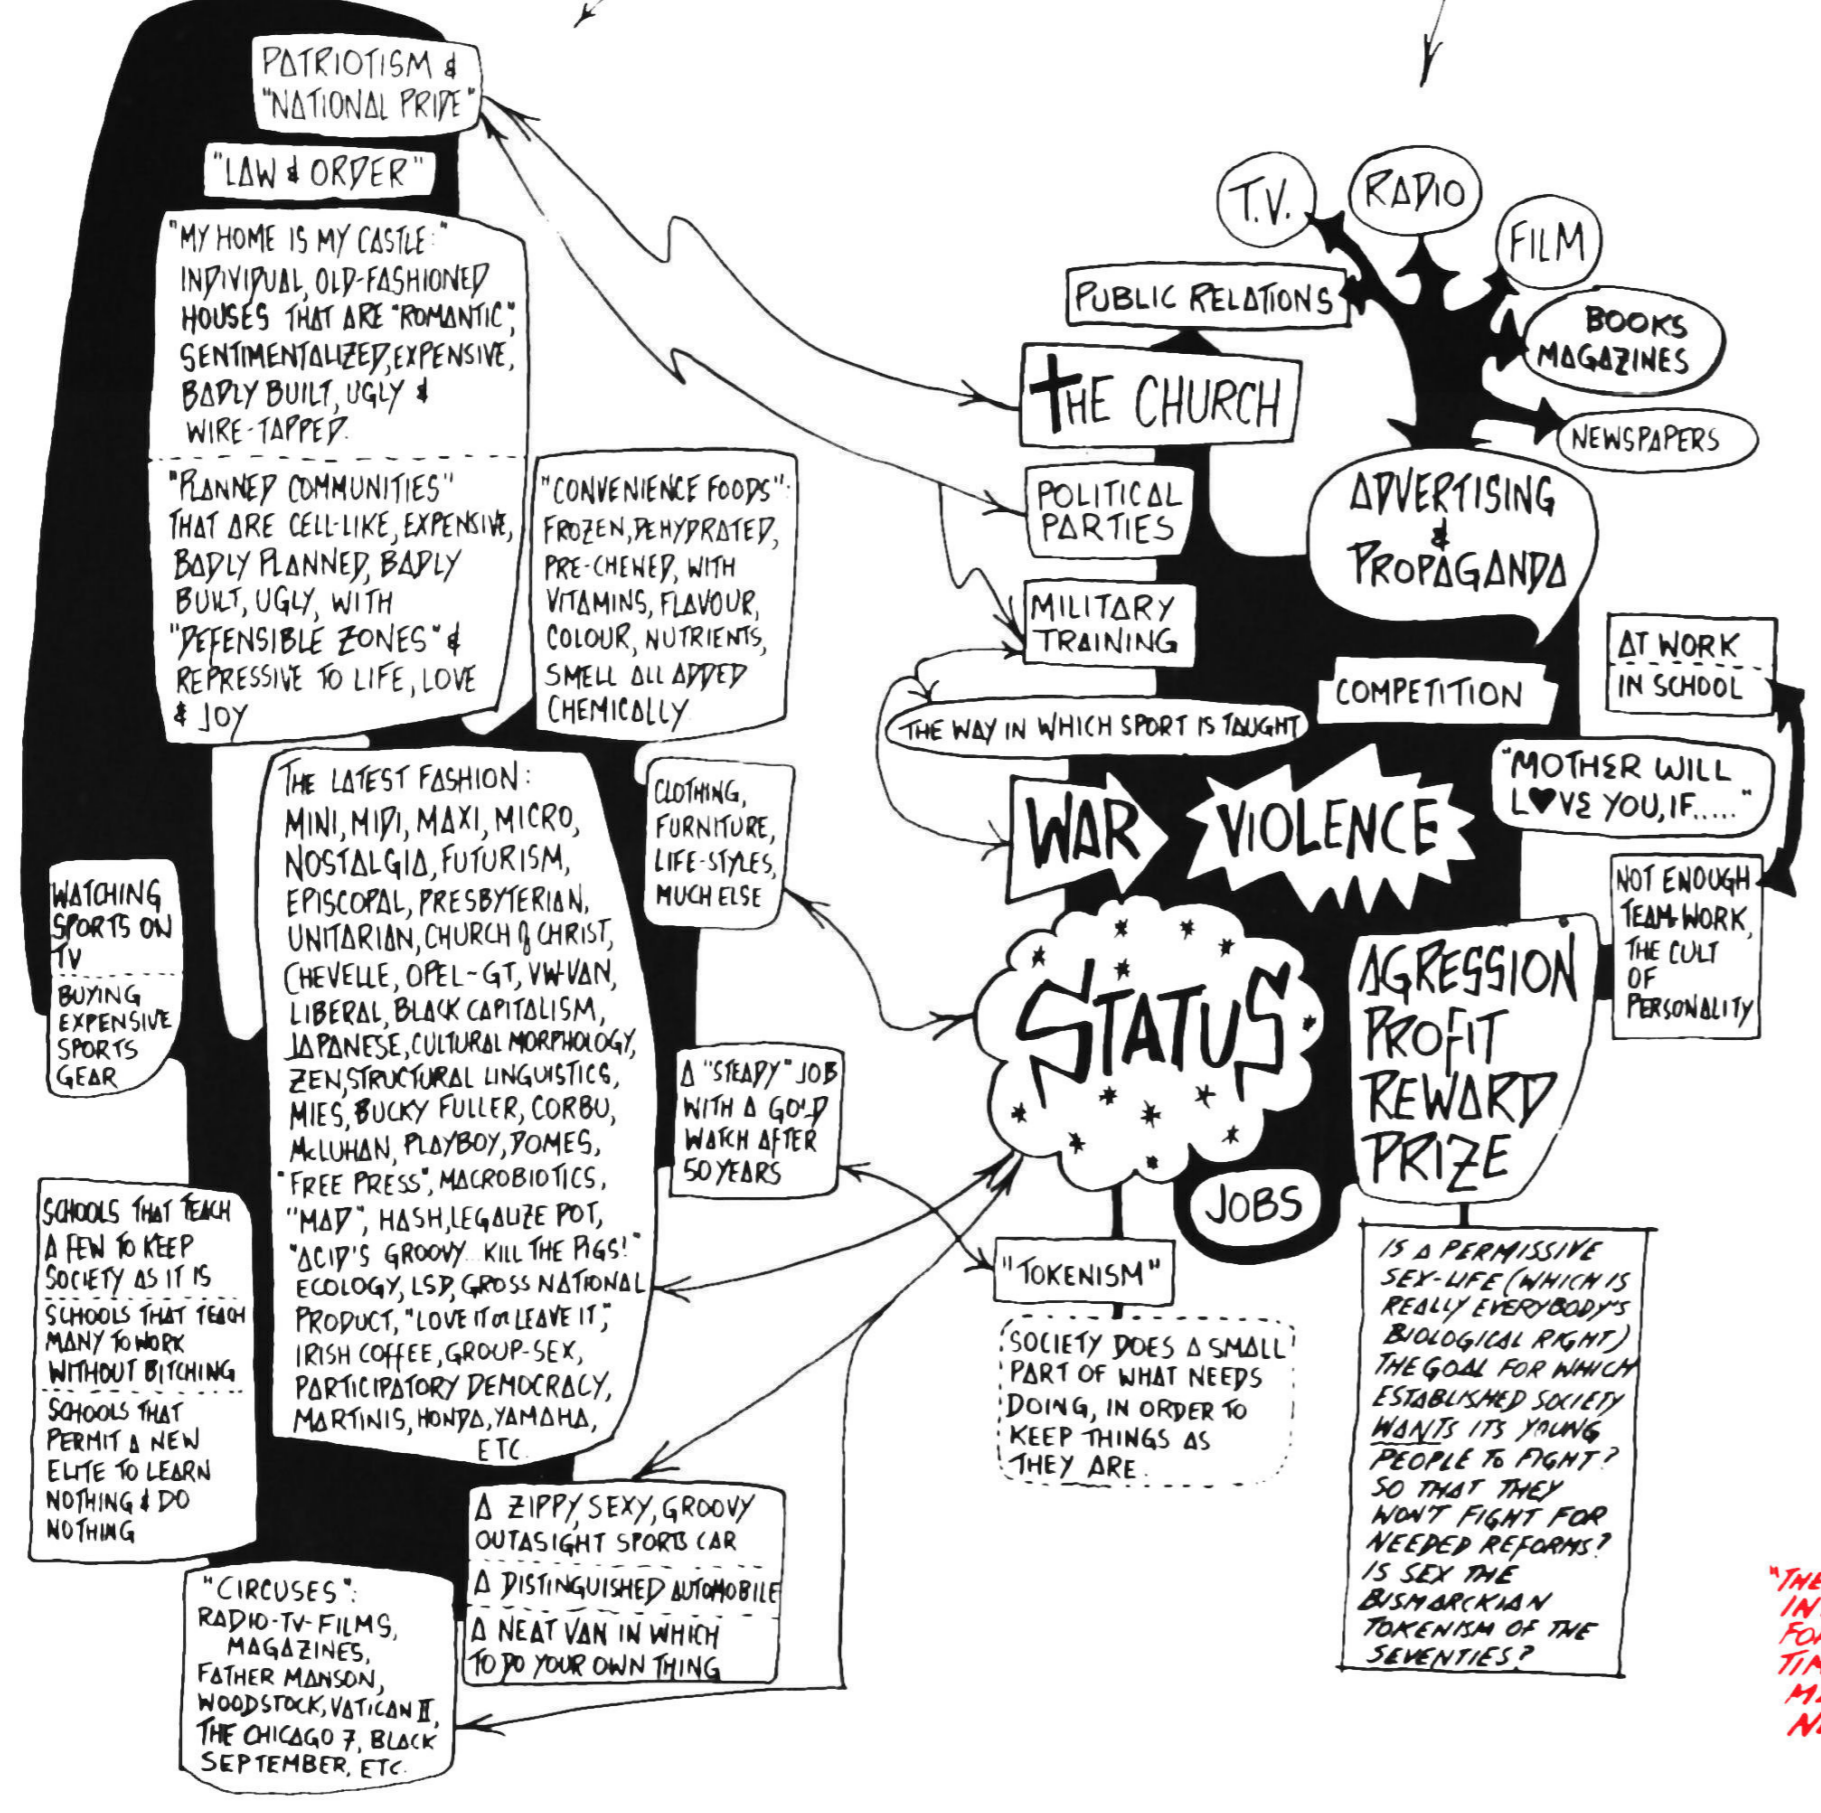 PATRIOTISM &
"NATIONAL PRIDE"
"LAW & ORDER"
"MY HOME IS MY CASTLE:"
INDIVIDUAL, OLD-FASHIONED
HOUSES THAT ARE "ROMANTIC",
SENTIMENTALIZED, EXPENSIVE,
BADLY BUILT, UGLY &
WIRE-TAPPED.
"PLANNED COMMUNITIES"
THAT ARE CELL-LIKE, EXPENSIVE,
BADLY PLANNED, BADLY
BUILT, UGLY, WITH
"DEFENSIBLE ZONES" &
REPRESSIVE TO LIFE, LOVE
& JOY
"CONVENIENCE FOODS":
FROZEN, DEHYDRATED,
PRE-CHEWED, WITH
VITAMINS, FLAVOUR,
COLOUR, NUTRIENTS,
SMELL ALL ADDED
CHEMICALLY
THE LATEST FASHION:
MINI, MIDI, MAXI, MICRO,
NOSTALGIA, FUTURISM,
EPISCOPAL, PRESBYTERIAN,
UNITARIAN, CHURCH of CHRIST,
CHEVELLE, OPEL-GT, VW-VAN,
LIBERAL, BLACK CAPITALISM,
JAPANESE, CULTURAL MORPHOLOGY,
ZEN, STRUCTURAL LINGUISTICS,
MIES, BUCKY FULLER, CORBU,
McLUHAN, PLAYBOY, DOMES,
"FREE PRESS", MACROBIOTICS,
"MAD", HASH, LEGALIZE POT,
"ACID'S GROOVY... KILL THE PIGS!"
ECOLOGY, LSD, GROSS NATIONAL
PRODUCT, "LOVE IT or LEAVE IT,"
IRISH COFFEE, GROUP-SEX,
PARTICIPATORY DEMOCRACY,
MARTINIS, HONDA, YAMAHA,
ETC.
CLOTHING,
FURNITURE,
LIFE-STYLES,
MUCH ELSE
WATCHING
SPORTS ON
TV
BUYING
EXPENSIVE
SPORTS
GEAR
A "STEADY" JOB
WITH A GOLD
WATCH AFTER
50 YEARS
SCHOOLS THAT TEACH
A FEW TO KEEP
SOCIETY AS IT IS
SCHOOLS THAT TEACH
MANY TO WORK
WITHOUT BITCHING
SCHOOLS THAT
PERMIT A NEW
ELITE TO LEARN
NOTHING & DO
NOTHING
A ZIPPY, SEXY, GROOVY
OUTASIGHT SPORTS CAR
A DISTINGUISHED AUTOMOBILE
A NEAT VAN IN WHICH
TO DO YOUR OWN THING
"CIRCUSES":
RADIO-TV-FILMS,
MAGAZINES,
FATHER MANSON,
WOODSTOCK, VATICAN II,
THE CHICAGO 7, BLACK
SEPTEMBER, ETC.
T.V.
RADIO
FILM
BOOKS
MAGAZINES
NEWSPAPERS
PUBLIC RELATIONS
THE CHURCH
POLITICAL
PARTIES
MILITARY
TRAINING
ADVERTISING
&
PROPAGANDA
COMPETITION
AT WORK
IN SCHOOL
THE WAY IN WHICH SPORT IS TAUGHT
"MOTHER WILL
L♥VE YOU, IF....."
WAR
VIOLENCE
NOT ENOUGH
TEAM-WORK,
THE CULT
OF
PERSONALITY
STATUS
AGRESSION
PROFIT
REWARD
PRIZE
JOBS
"TOKENISM"
SOCIETY DOES A SMALL
PART OF WHAT NEEDS
DOING, IN ORDER TO
KEEP THINGS AS
THEY ARE.
IS A PERMISSIVE
SEX-LIFE (WHICH IS
REALLY EVERYBODY'S
BIOLOGICAL RIGHT)
THE GOAL FOR WHICH
ESTABLISHED SOCIETY
WANTS ITS YOUNG
PEOPLE TO FIGHT?
SO THAT THEY
WON'T FIGHT FOR
NEEDED REFORMS?
IS SEX THE
BISMARCKIAN
TOKENISM OF THE
SEVENTIES?
"THE